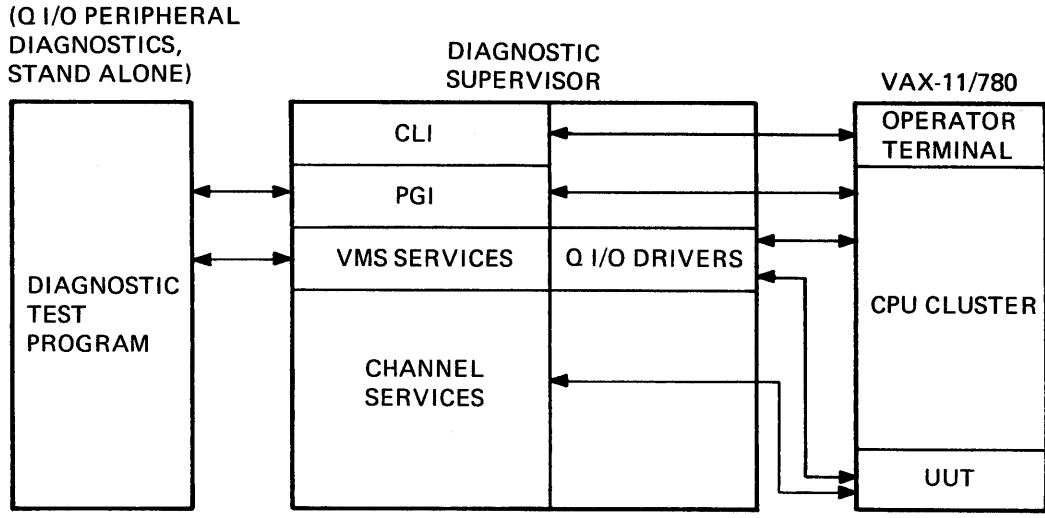 (Q I/O PERIPHERAL
DIAGNOSTICS,
STAND ALONE)
DIAGNOSTIC
SUPERVISOR
VAX-11/780
CLI
OPERATOR
TERMINAL
PGI
VMS SERVICES
Q I/O DRIVERS
DIAGNOSTIC
TEST
PROGRAM
CPU CLUSTER
CHANNEL
SERVICES
UUT